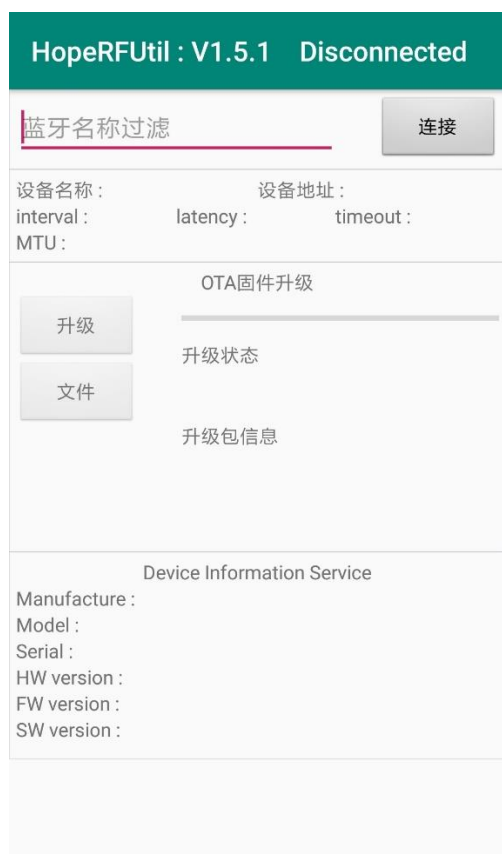 HopeRFUtil : V1.5.1 Disconnected
蓝牙名称过滤 连接
设备名称 : 设备地址 :
interval : latency : timeout :
MTU :
OTA固件升级
升级
升级状态
文件
升级包信息
Device Information Service
Manufacture :
Model :
Serial :
HW version :
FW version :
SW version :